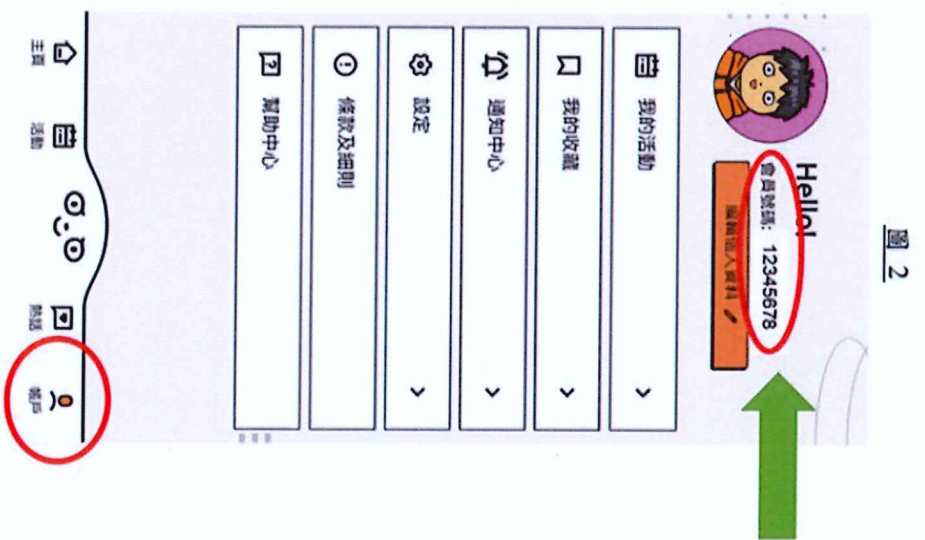 圖 2
Hello!
會員號碼: 12345678
編輯個人資料
我的活動
我的收藏
通知中心
設定
條款及細則
幫助中心
主頁
活動
熱話
帳戶